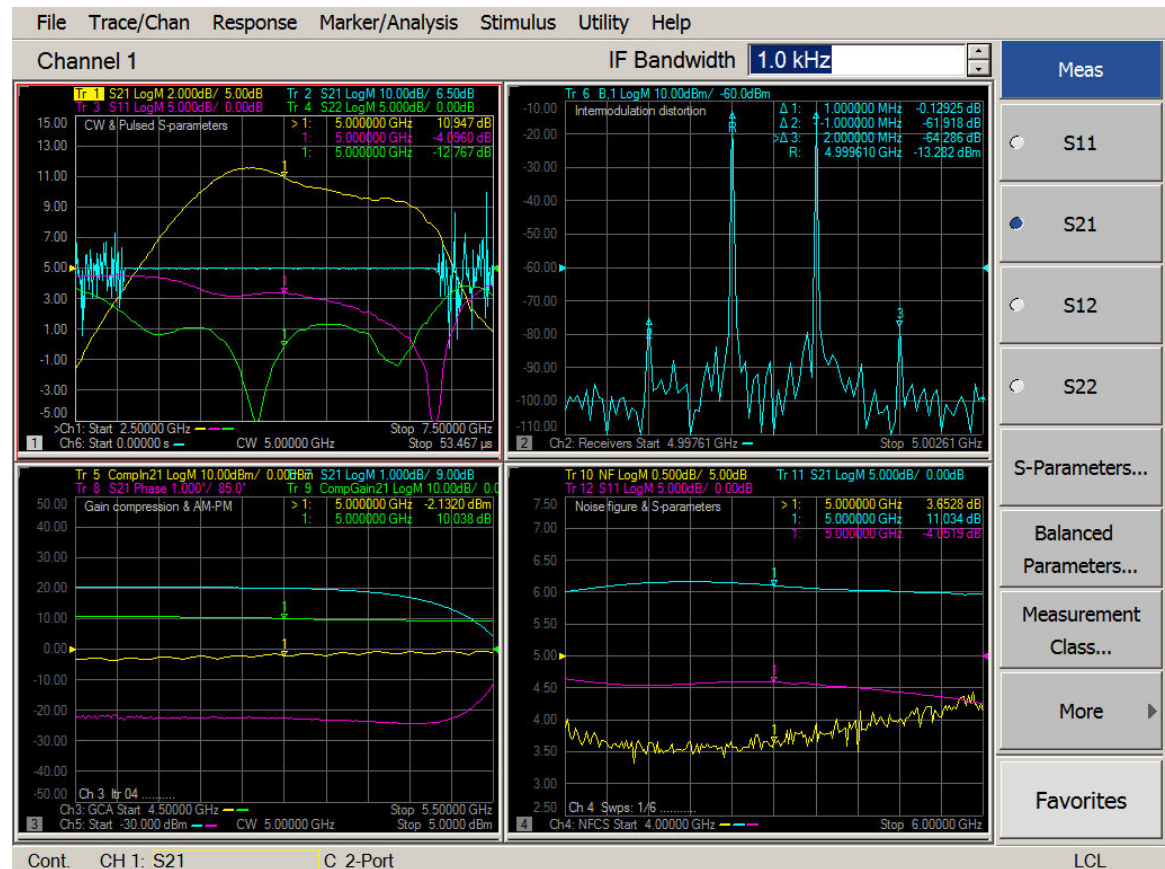 File Trace/Chan Response Marker/Analysis Stimulus Utility Help
Channel 1 IF Bandwidth 1.0 kHz
Tr 1 S21 LogM 2.000dB/ 5.00dB Tr 2 S21 LogM 10.00dB/ 6.50dB
Tr 3 S11 LogM 5.000dB/ 0.00dB Tr 4 S22 LogM 5.000dB/ 0.00dB
CW & Pulsed S-parameters
> 1: 5.000000 GHz 10.947 dB
1: 5.000000 GHz -4.0960 dB
1: 5.000000 GHz -12.767 dB
15.00
13.00
11.00
9.00
7.00
5.00
3.00
1.00
-1.00
-3.00
-5.00
1
1
1
>Ch1: Start 2.50000 GHz Stop 7.50000 GHz
1 Ch6: Start 0.00000 s CW 5.00000 GHz Stop 53.467 µs
Tr 6 B,1 LogM 10.00dBm/ -60.0dBm
Intermodulation distortion
Δ 1: 1.000000 MHz -0.12925 dB
Δ 2: -1.000000 MHz -61.918 dB
>Δ 3: 2.000000 MHz -64.286 dB
R: 4.999610 GHz -13.282 dBm
-10.00
-20.00
-30.00
-40.00
-50.00
-60.00
-70.00
-80.00
-90.00
-100.00
-110.00
R
3
2 Ch2: Receivers Start 4.99761 GHz Stop 5.00261 GHz
Tr 5 CompIn21 LogM 10.00dBm/ S21 LogM 1.000dB/ 9.00dB
Tr 8 S21 Phase 1.000°/ 85.0° Tr 9 CompGain21 LogM 10.00dB/ 0.0
Gain compression & AM-PM
> 1: 5.000000 GHz -2.1320 dBm
1: 5.000000 GHz 10.038 dB
50.00
40.00
30.00
20.00
10.00
0.00
-10.00
-20.00
-30.00
-40.00
-50.00
1
1
Ch 3 Itr 04 ..........
Ch3: GCA Start 4.50000 GHz Stop 5.50000 GHz
3 Ch5: Start -30.000 dBm CW 5.00000 GHz Stop 5.0000 dBm
Tr 10 NF LogM 0.500dB/ 5.00dB Tr 11 S21 LogM 5.000dB/ 0.00dB
Tr 12 S11 LogM 5.000dB/ 0.00dB
Noise figure & S-parameters
> 1: 5.000000 GHz 3.6528 dB
1: 5.000000 GHz 11.034 dB
1: 5.000000 GHz -4.0519 dB
7.50
7.00
6.50
6.00
5.50
5.00
4.50
4.00
3.50
3.00
2.50
1
1
1
Ch 4 Swps: 1/6 ..........
4 Ch4: NFCS Start 4.00000 GHz Stop 6.00000 GHz
Meas
S11
S21
S12
S22
S-Parameters...
Balanced
Parameters...
Measurement
Class...
More
Favorites
Cont. CH 1: S21 C 2-Port LCL